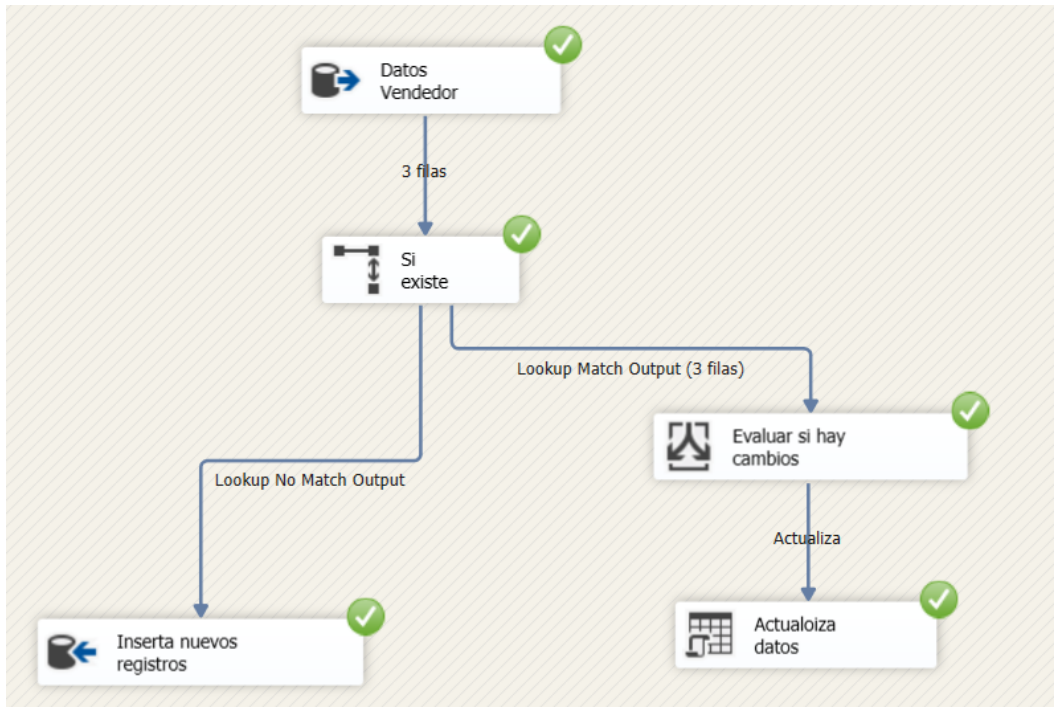 Datos
Vendedor
3 filas
Si
existe
Lookup Match Output (3 filas)
Evaluar si hay
cambios
Lookup No Match Output
Actualiza
Inserta nuevos
registros
Actualoiza
datos